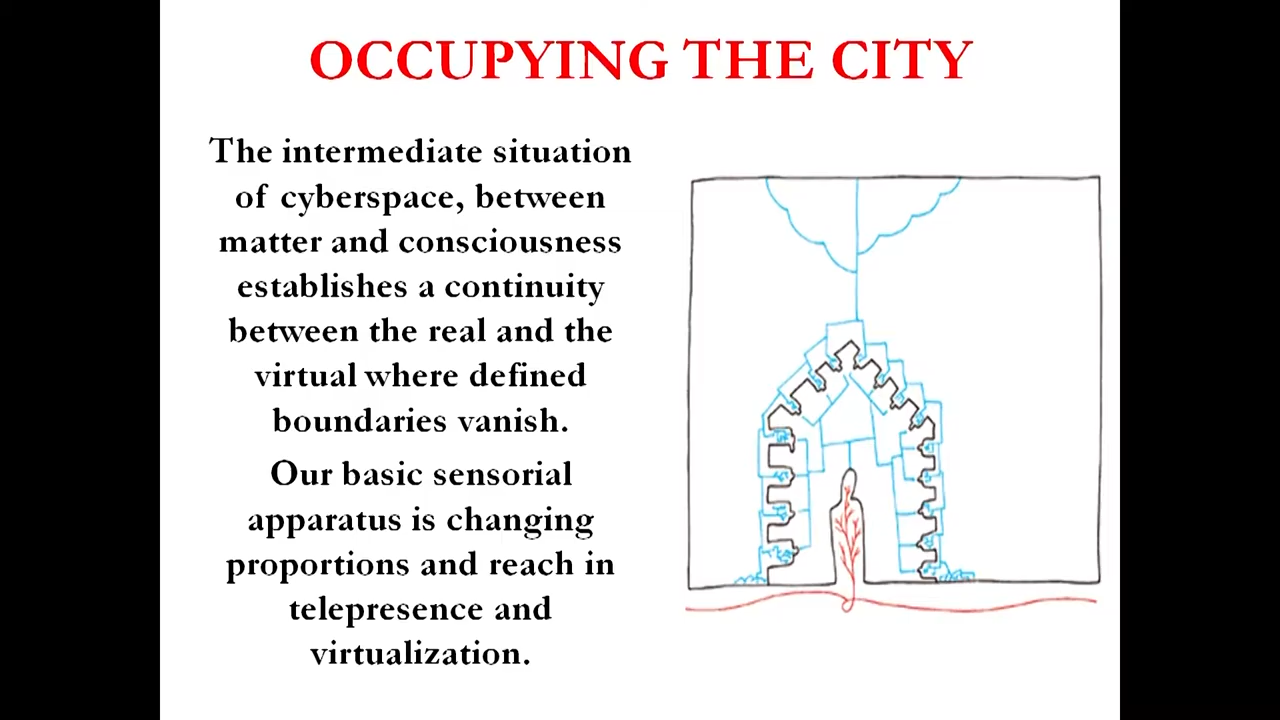 OCCUPYING THE CITY
The intermediate situation
of cyberspace, between
matter and consciousness
establishes a continuity
between the real and the
virtual where defined
boundaries vanish.
Our basic sensorial
apparatus is changing
proportions and reach in
telepresence and
virtualization.